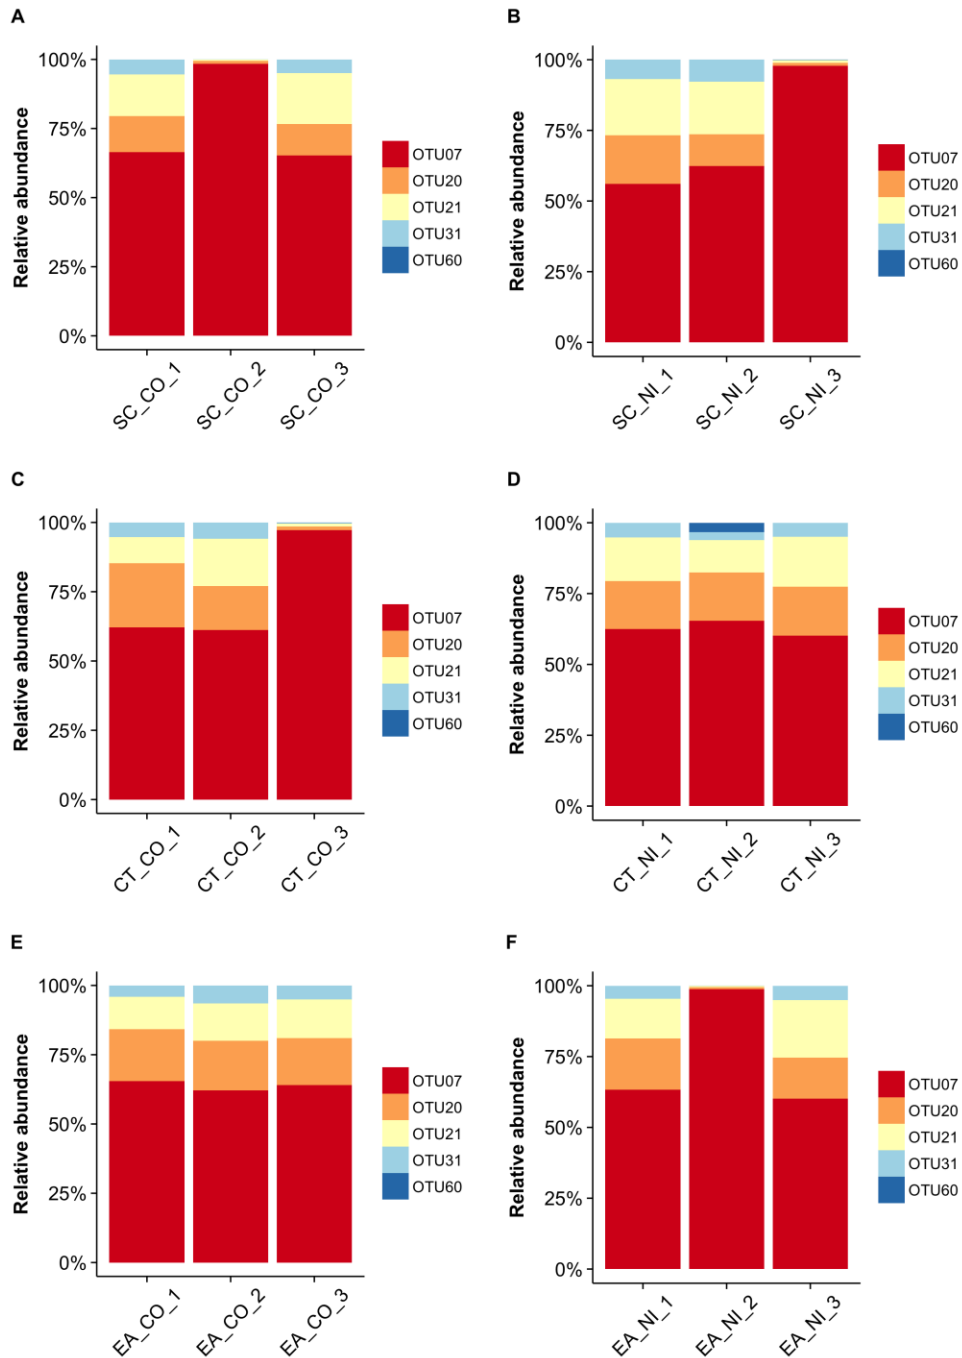 A
Relative abundance
100%
75%
50%
25%
0%
SC_CO_1
SC_CO_2
SC_CO_3
OTU07
OTU20
OTU21
OTU31
OTU60
B
Relative abundance
100%
75%
50%
25%
0%
SC_NI_1
SC_NI_2
SC_NI_3
OTU07
OTU20
OTU21
OTU31
OTU60
C
Relative abundance
100%
75%
50%
25%
0%
CT_CO_1
CT_CO_2
CT_CO_3
OTU07
OTU20
OTU21
OTU31
OTU60
D
Relative abundance
100%
75%
50%
25%
0%
CT_NI_1
CT_NI_2
CT_NI_3
OTU07
OTU20
OTU21
OTU31
OTU60
E
Relative abundance
100%
75%
50%
25%
0%
EA_CO_1
EA_CO_2
EA_CO_3
OTU07
OTU20
OTU21
OTU31
OTU60
F
Relative abundance
100%
75%
50%
25%
0%
EA_NI_1
EA_NI_2
EA_NI_3
OTU07
OTU20
OTU21
OTU31
OTU60